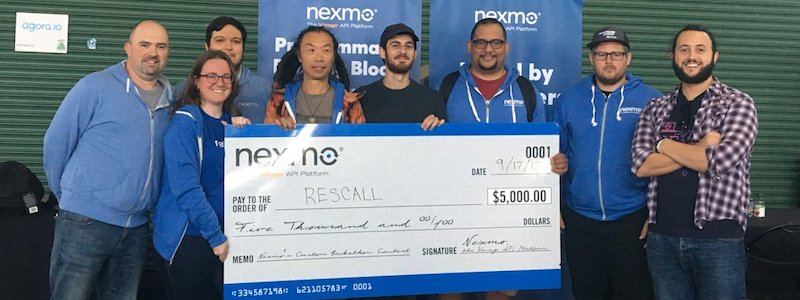 agora.io
nexmo®
The Vonage API Platform
nexmo®
The Vonage API Platform
nexmo®
API Platform
0001
DATE 9/17/17
PAY TO THE
ORDER OF RESCALL
$5,000.00
Five Thousand and 00/100 DOLLARS
MEMO Nexmo's Custom Hackathon Contest
SIGNATURE Nexmo,
the Vonage API Platform
0001